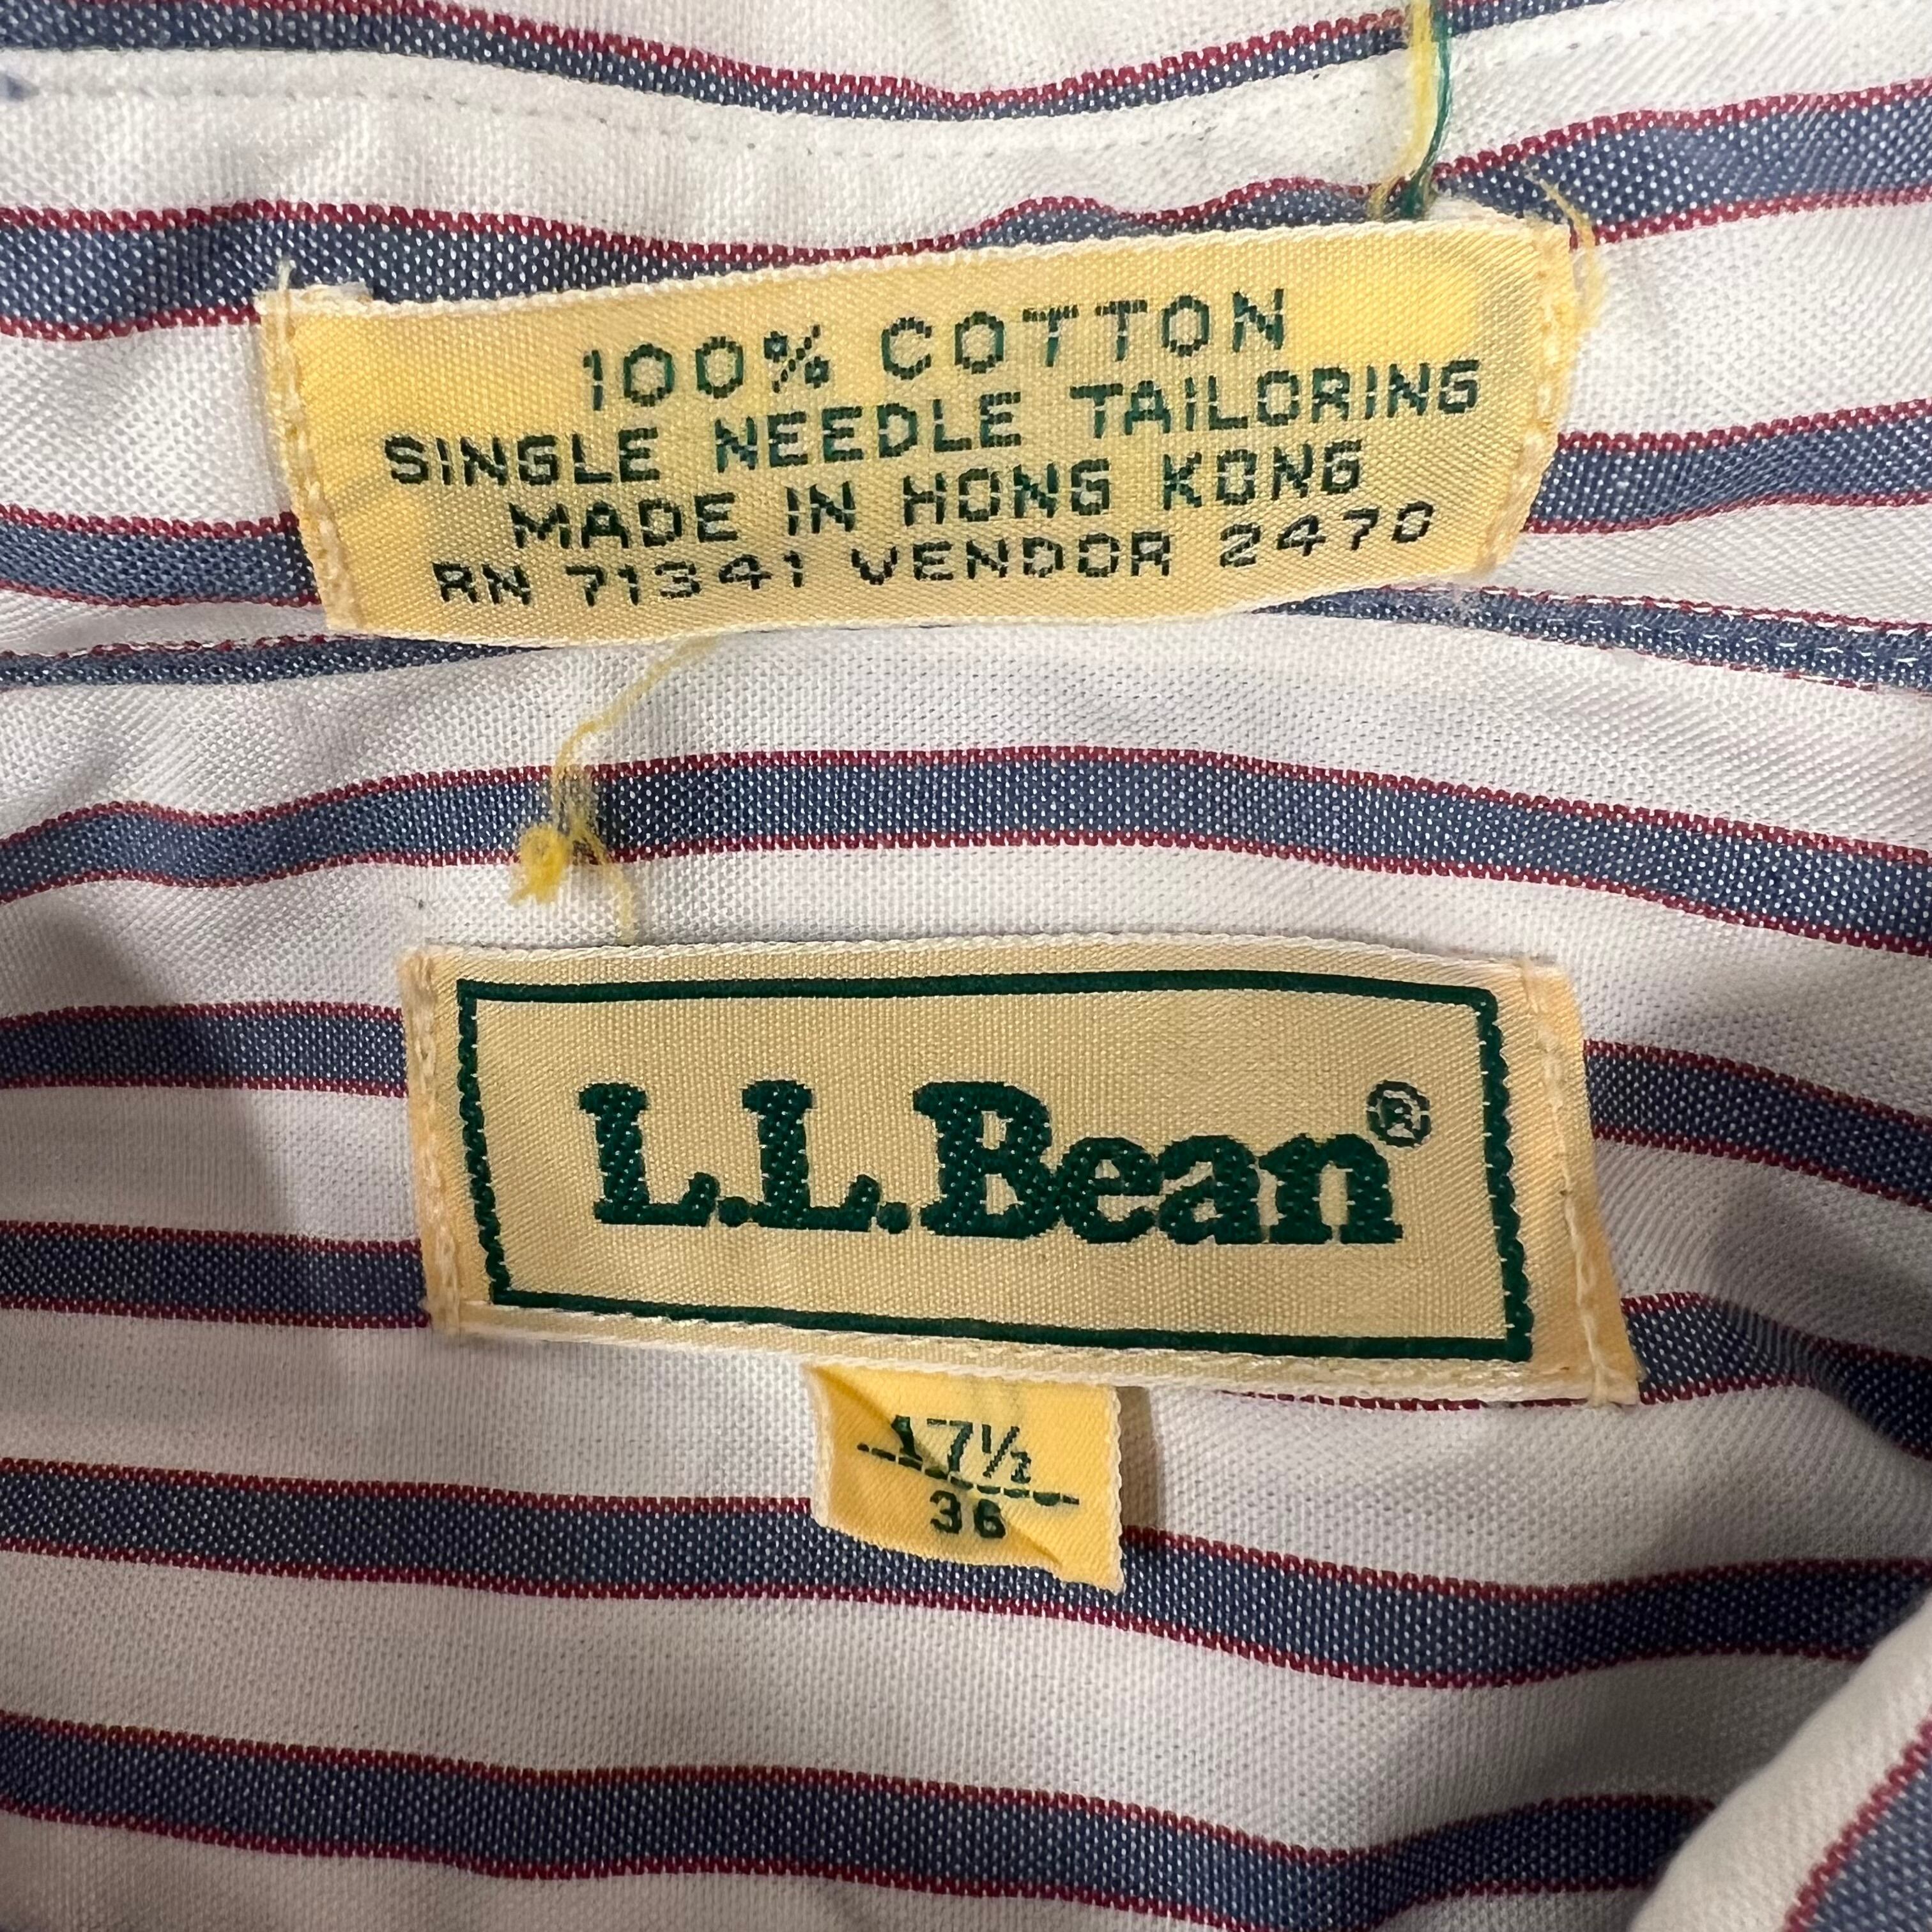 100% COTTON
SINGLE NEEDLE TAILORING
MADE IN HONG KONG
RN 71341 VENDOR 2470
L.L.Bean®
17½
36